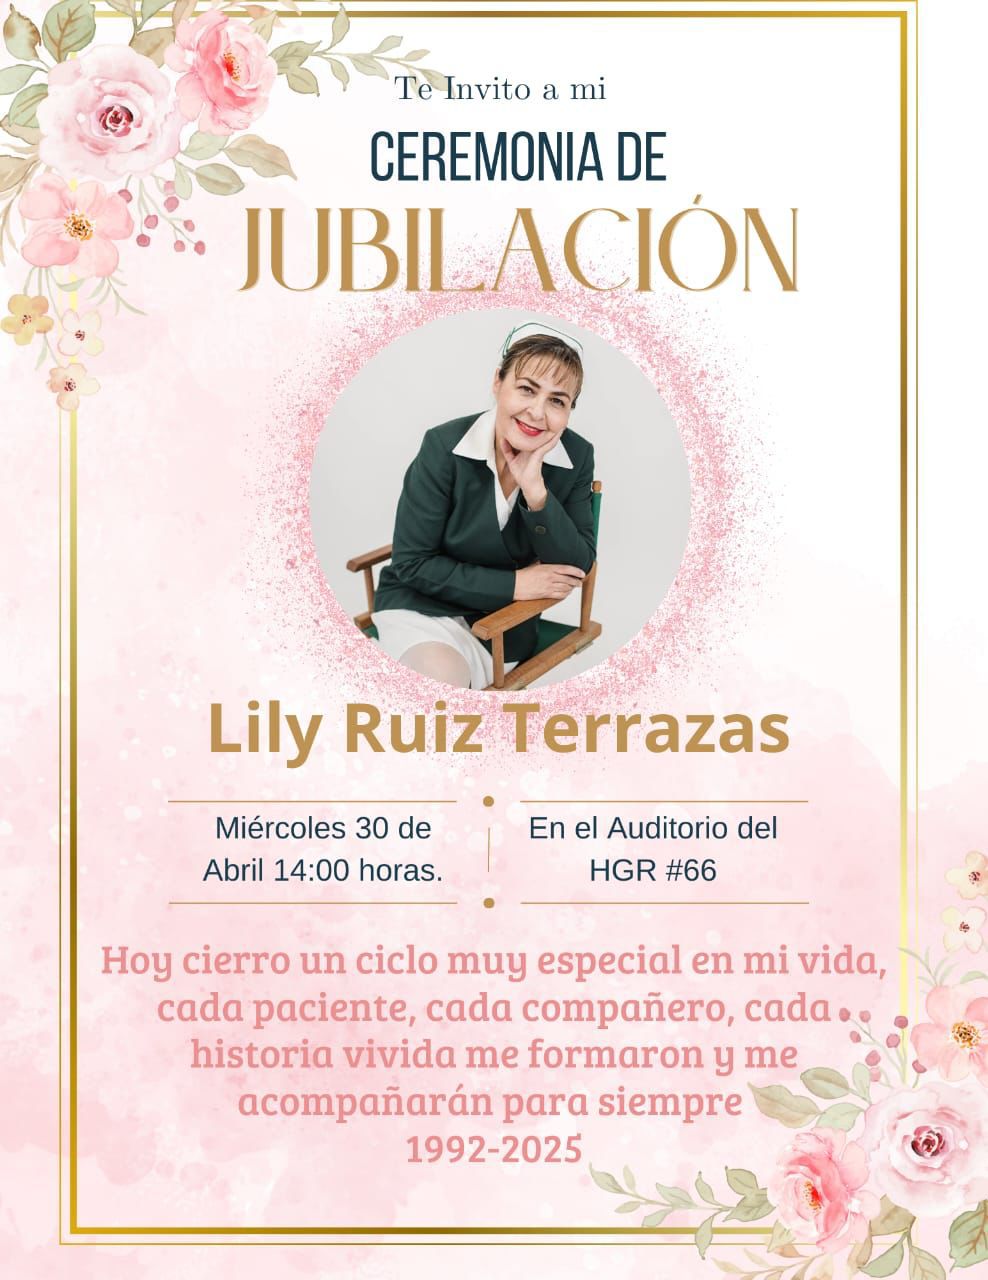 Te Invito a mi
CEREMONIA DE
JUBILACIÓN
Lily Ruiz Terrazas
Miércoles 30 de
Abril 14:00 horas.
En el Auditorio del
HGR #66
Hoy cierro un ciclo muy especial en mi vida,
cada paciente, cada compañero, cada
historia vivida me formaron y me
acompañarán para siempre
1992-2025